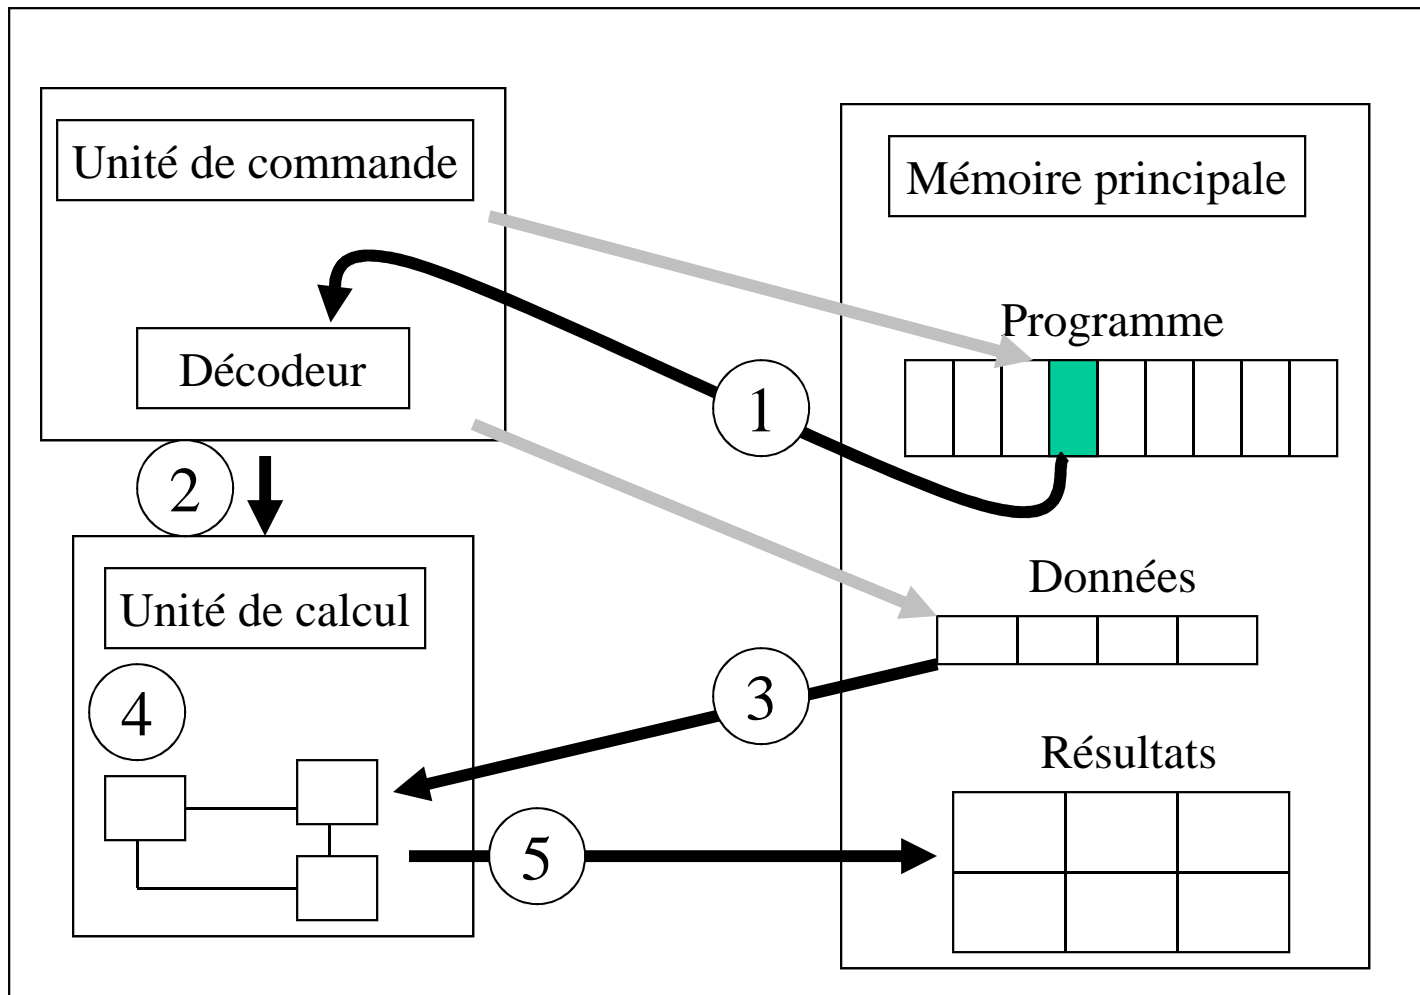 Unité de commande
Mémoire principale
Programme
Décodeur
1
2
Données
Unité de calcul
3
4
Résultats
5